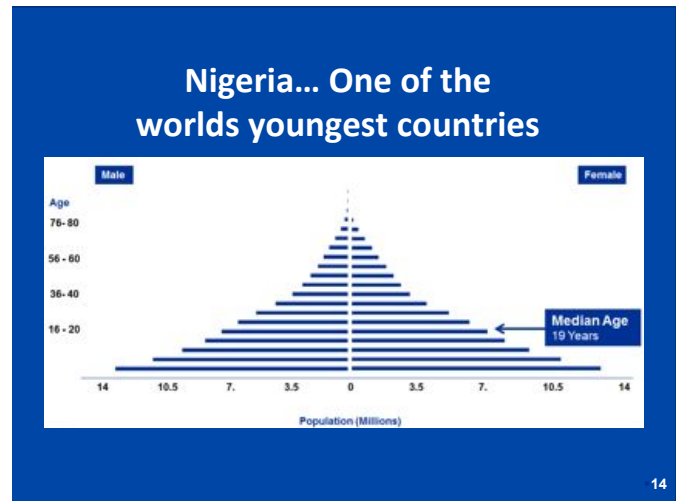 Nigeria... One of the
worlds youngest countries
Male
Female
Age
76- 80
56 - 60
36- 40
16 - 20
Median Age
19 Years
14 10.5 7. 3.5 0 3.5 7. 10.5 14
Population (Millions)
14